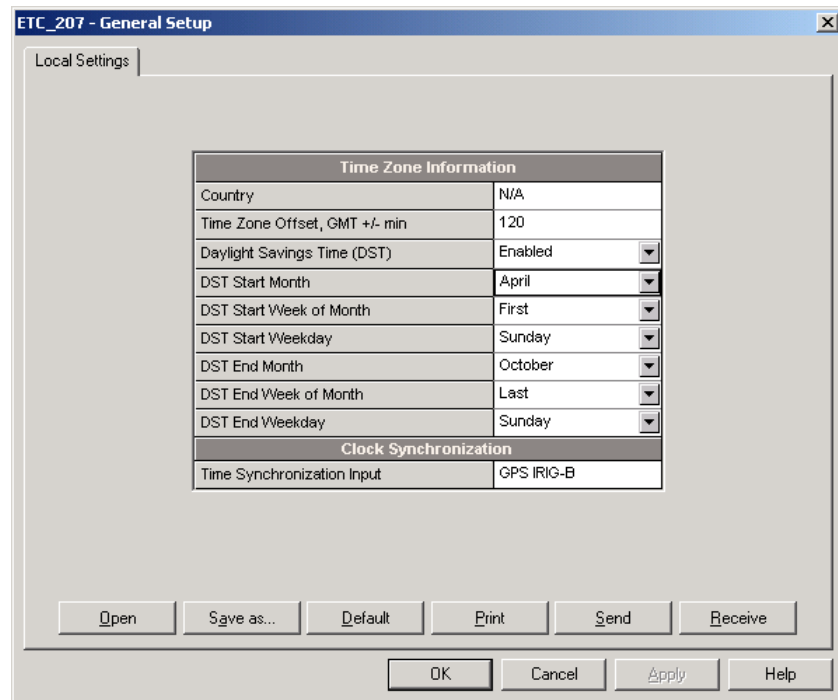 ETC_207 - General Setup
Local Settings
Time Zone Information
Country N/A
Time Zone Offset, GMT +/- min 120
Daylight Savings Time (DST) Enabled
DST Start Month April
DST Start Week of Month First
DST Start Weekday Sunday
DST End Month October
DST End Week of Month Last
DST End Weekday Sunday
Clock Synchronization
Time Synchronization Input GPS IRIG-B
Open Save as... Default Print Send Receive
OK Cancel Apply Help